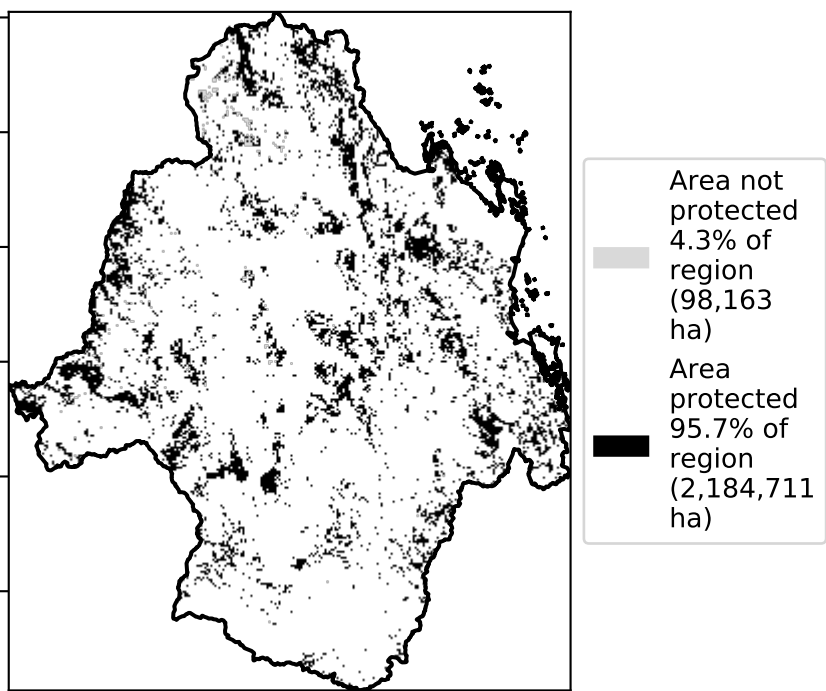 Area not
protected
4.3% of
region
(98,163
ha)
Area
protected
95.7% of
region
(2,184,711
ha)